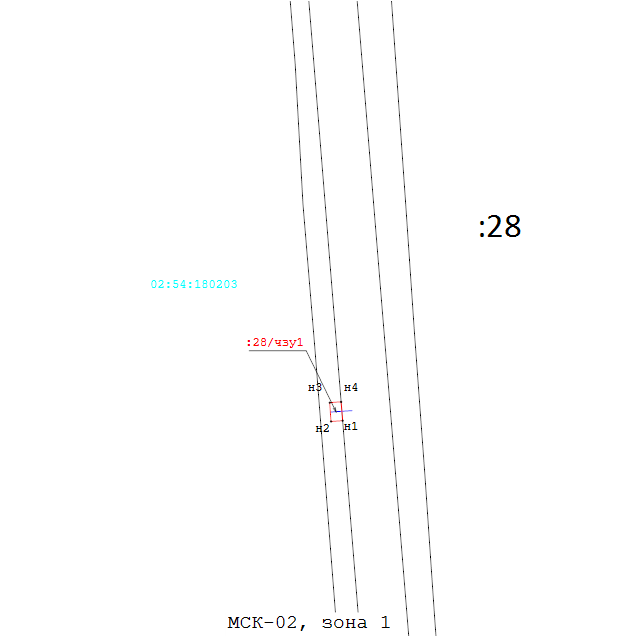 :28
02:54:180203
:28/чзу1
н3 н4
н2 н1
МСК-02, зона 1